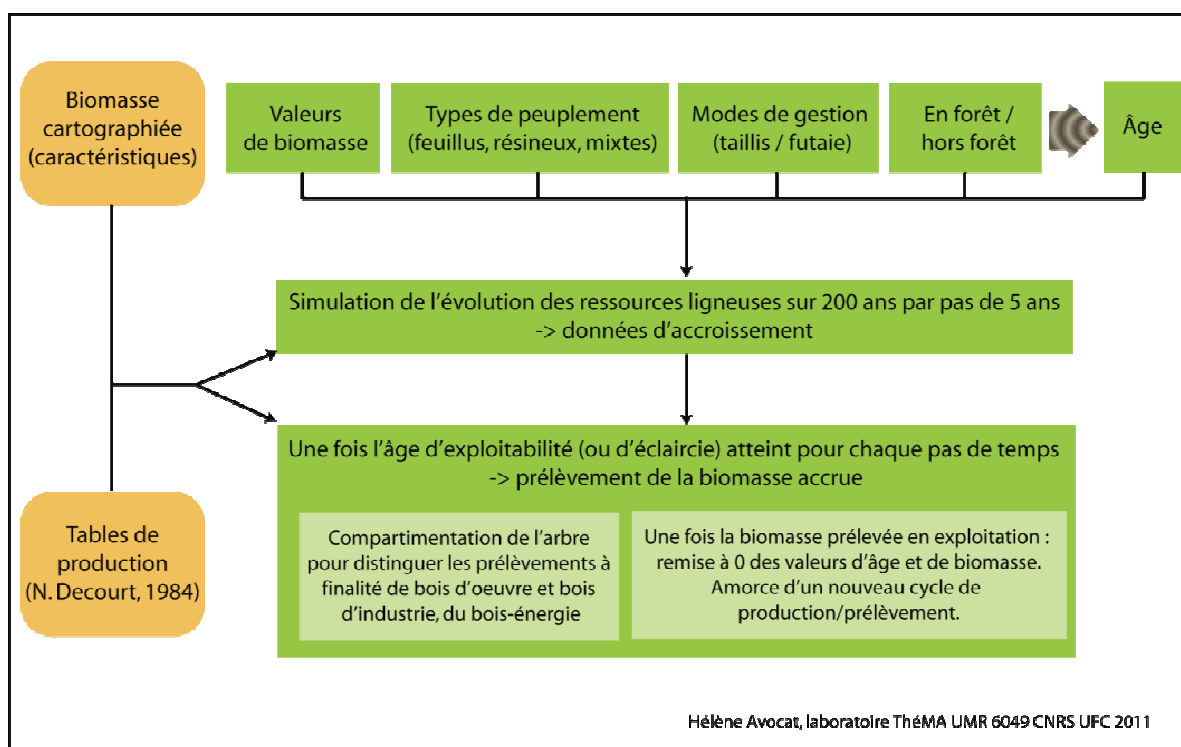 Biomasse
cartographiée
(caractéristiques)
Valeurs
de biomasse
Types de peuplement
(feuillus, résineux, mixtes)
Modes de gestion
(taillis / futaie)
En forêt /
hors forêt
Âge
Simulation de l'évolution des ressources ligneuses sur 200 ans par pas de 5 ans
-> données d'accroissement
Une fois l'âge d'exploitabilité (ou d'éclaircie) atteint pour chaque pas de temps
-> prélèvement de la biomasse accrue
Tables de
production
(N. Decourt, 1984)
Compartimentation de l'arbre
pour distinguer les prélèvements à
finalité de bois d'oeuvre et bois
d'industrie, du bois-énergie
Une fois la biomasse prélevée en exploitation :
remise à 0 des valeurs d'âge et de biomasse.
Amorce d'un nouveau cycle de
production/prélèvement.
Hélène Avocat, laboratoire ThéMA UMR 6049 CNRS UFC 2011